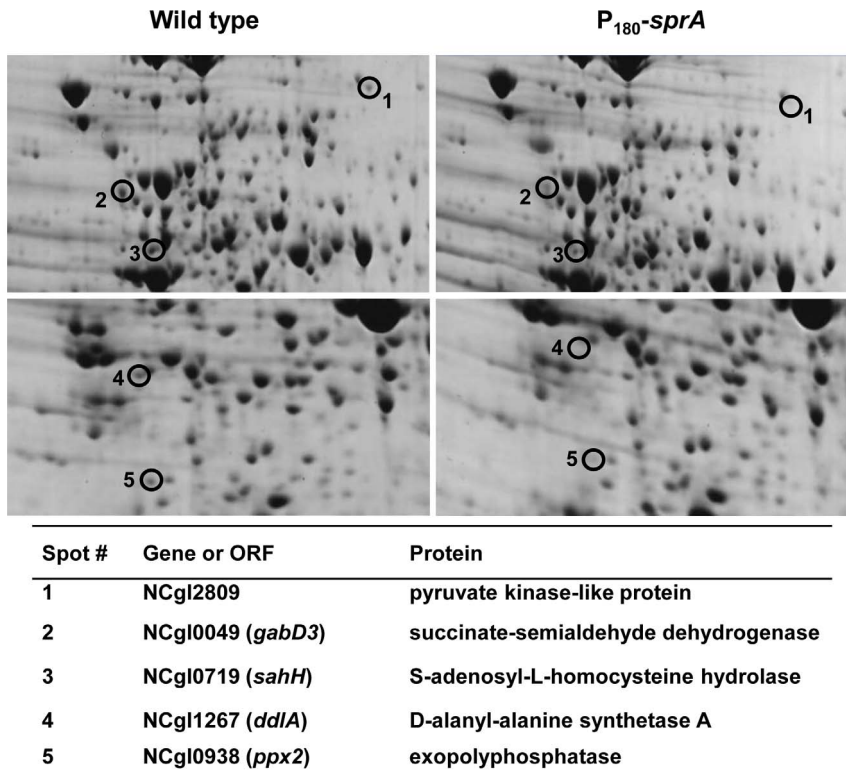 Wild type P₁₈₀-sprA
1 1
2 2
3 3
4 4
5 5
Spot # Gene or ORF Protein
1 NCgl2809 pyruvate kinase-like protein
2 NCgl0049 (gabD3) succinate-semialdehyde dehydrogenase
3 NCgl0719 (sahH) S-adenosyl-L-homocysteine hydrolase
4 NCgl1267 (ddlA) D-alanyl-alanine synthetase A
5 NCgl0938 (ppx2) exopolyphosphatase